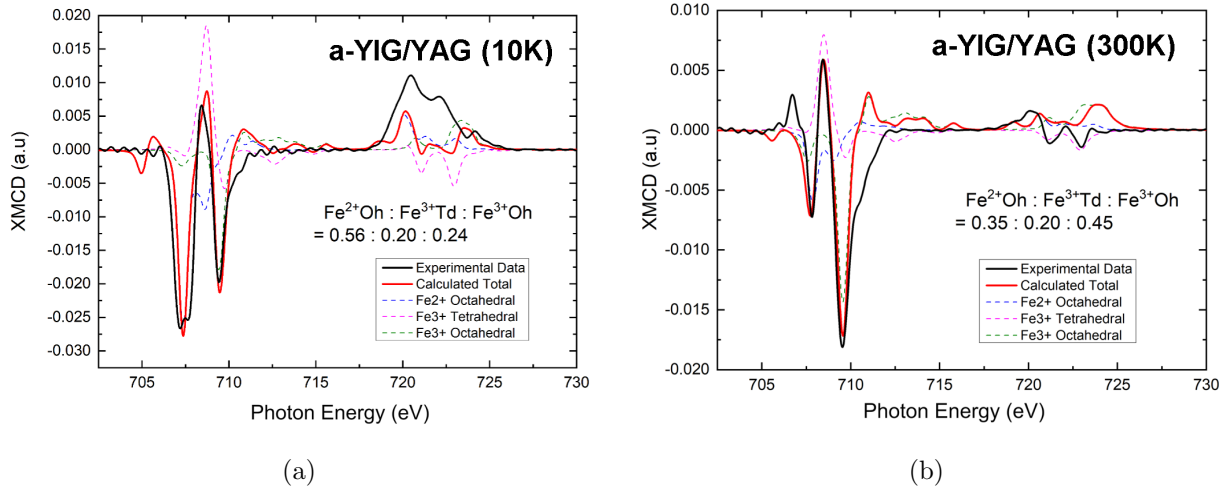 0.020
0.015
0.010
0.005
0.000
-0.005
-0.010
-0.015
-0.020
-0.025
-0.030
XMCD (a.u)
a-YIG/YAG (10K)
Fe2+Oh : Fe3+Td : Fe3+Oh
= 0.56 : 0.20 : 0.24
Experimental Data
Calculated Total
Fe2+ Octahedral
Fe3+ Tetrahedral
Fe3+ Octahedral
705 710 715 720 725 730
Photon Energy (eV)
(a)
0.010
0.005
0.000
-0.005
-0.010
-0.015
-0.020
XMCD (a.u)
a-YIG/YAG (300K)
Fe2+Oh : Fe3+Td : Fe3+Oh
= 0.35 : 0.20 : 0.45
Experimental Data
Calculated Total
Fe2+ Octahedral
Fe3+ Tetrahedral
Fe3+ Octahedral
705 710 715 720 725 730
Photon Energy (eV)
(b)